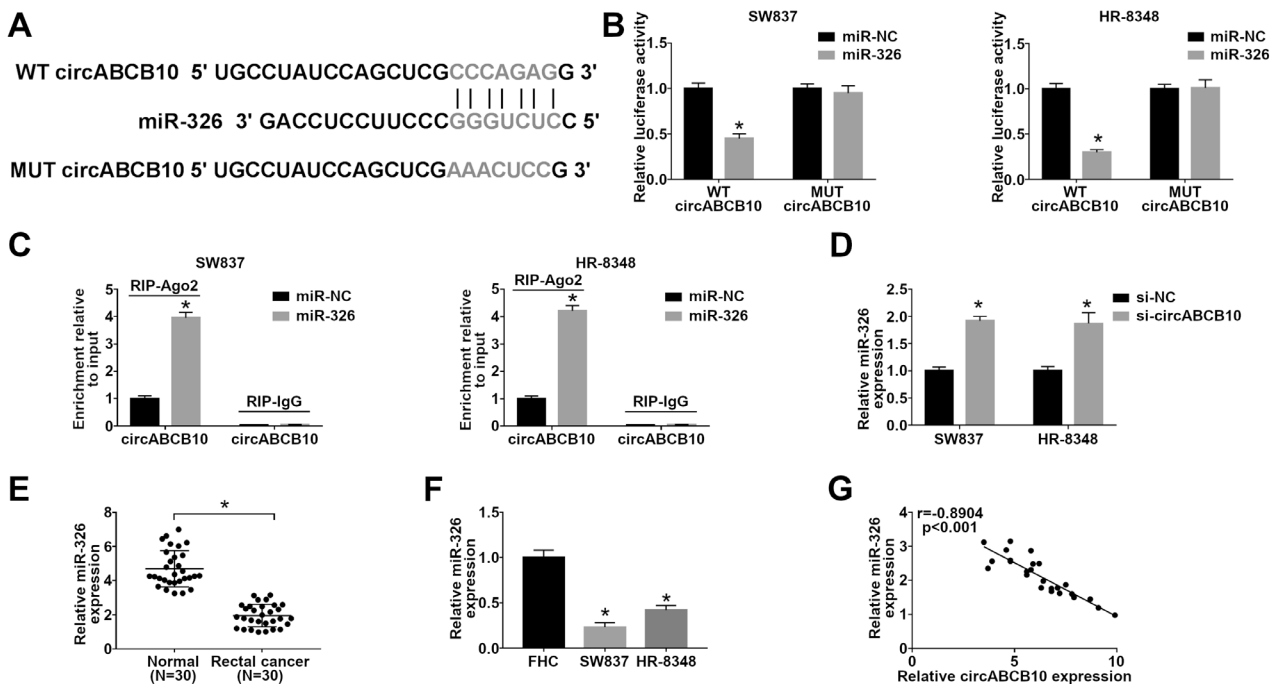 A
WT circABCB10 5' UGCCUAUCCAGCUCGCCCAGAGG 3'
miR-326 3' GACCUCCUUCCCGGGUCUCC 5'
MUT circABCB10 5' UGCCUAUCCAGCUCGAAACUCCG 3'
B
SW837
miR-NC
miR-326
Relative luciferase activity
1.5
1.0
0.5
0.0
*
WT
circABCB10
MUT
circABCB10
HR-8348
miR-NC
miR-326
Relative luciferase activity
1.5
1.0
0.5
0.0
*
WT
circABCB10
MUT
circABCB10
C
SW837
RIP-Ago2
miR-NC
miR-326
Enrichment relative
to input
5
4
3
2
1
0
*
RIP-IgG
circABCB10
circABCB10
HR-8348
RIP-Ago2
miR-NC
miR-326
Enrichment relative
to input
5
4
3
2
1
0
*
RIP-IgG
circABCB10
circABCB10
D
si-NC
si-circABCB10
Relative miR-326
expression
2.5
2.0
1.5
1.0
0.5
0.0
*
*
SW837
HR-8348
E
Relative miR-326
expression
8
6
4
2
0
*
Normal
(N=30)
Rectal cancer
(N=30)
F
Relative miR-326
expression
1.5
1.0
0.5
0.0
*
*
FHC
SW837
HR-8348
G
Relative miR-326
expression
4
3
2
1
0
r=-0.8904
p<0.001
0
5
10
Relative circABCB10 expression